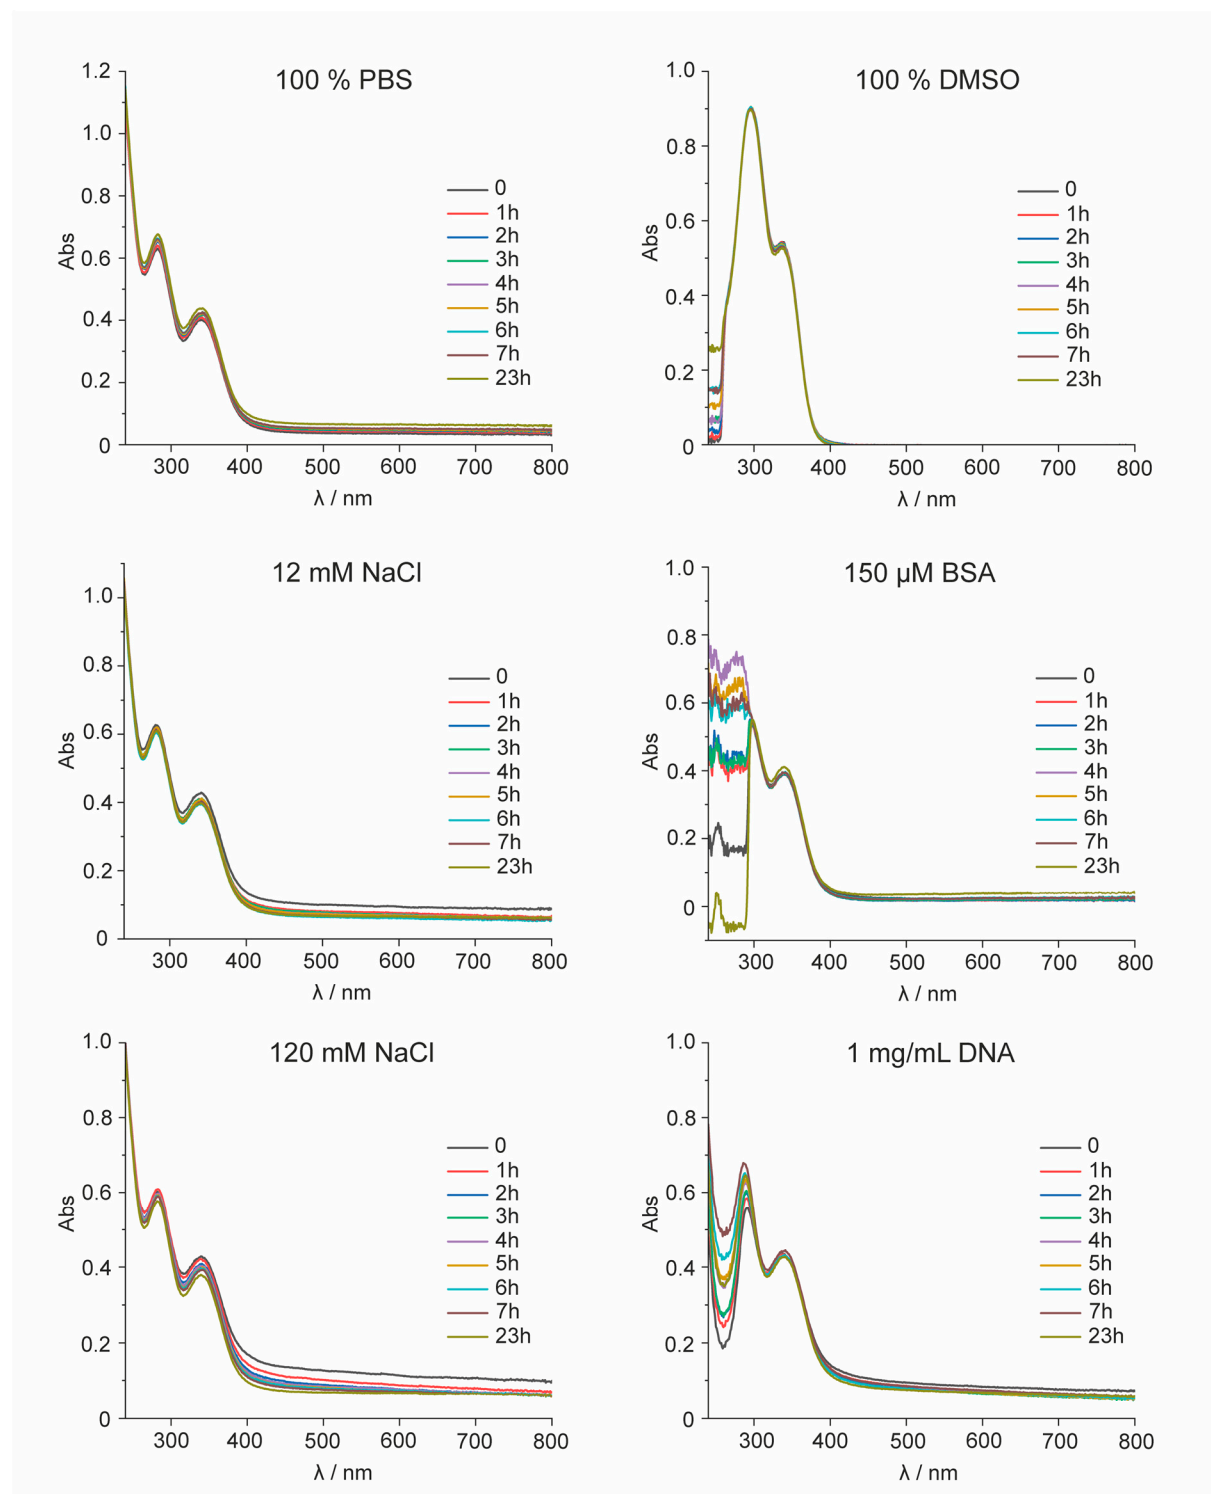 100 % PBS
1.2
1.0
0.8
0.6
0.4
0.2
0
Abs
0
1h
2h
3h
4h
5h
6h
7h
23h
300 400 500 600 700 800
λ / nm
100 % DMSO
1.0
0.8
0.6
0.4
0.2
0
Abs
0
1h
2h
3h
4h
5h
6h
7h
23h
300 400 500 600 700 800
λ / nm
12 mM NaCl
1.0
0.8
0.6
0.4
0.2
0
Abs
0
1h
2h
3h
4h
5h
6h
7h
23h
300 400 500 600 700 800
λ / nm
150 µM BSA
1.0
0.8
0.6
0.4
0.2
0
Abs
0
1h
2h
3h
4h
5h
6h
7h
23h
300 400 500 600 700 800
λ / nm
120 mM NaCl
1.0
0.8
0.6
0.4
0.2
0
Abs
0
1h
2h
3h
4h
5h
6h
7h
23h
300 400 500 600 700 800
λ / nm
1 mg/mL DNA
1.0
0.8
0.6
0.4
0.2
0
Abs
0
1h
2h
3h
4h
5h
6h
7h
23h
300 400 500 600 700 800
λ / nm